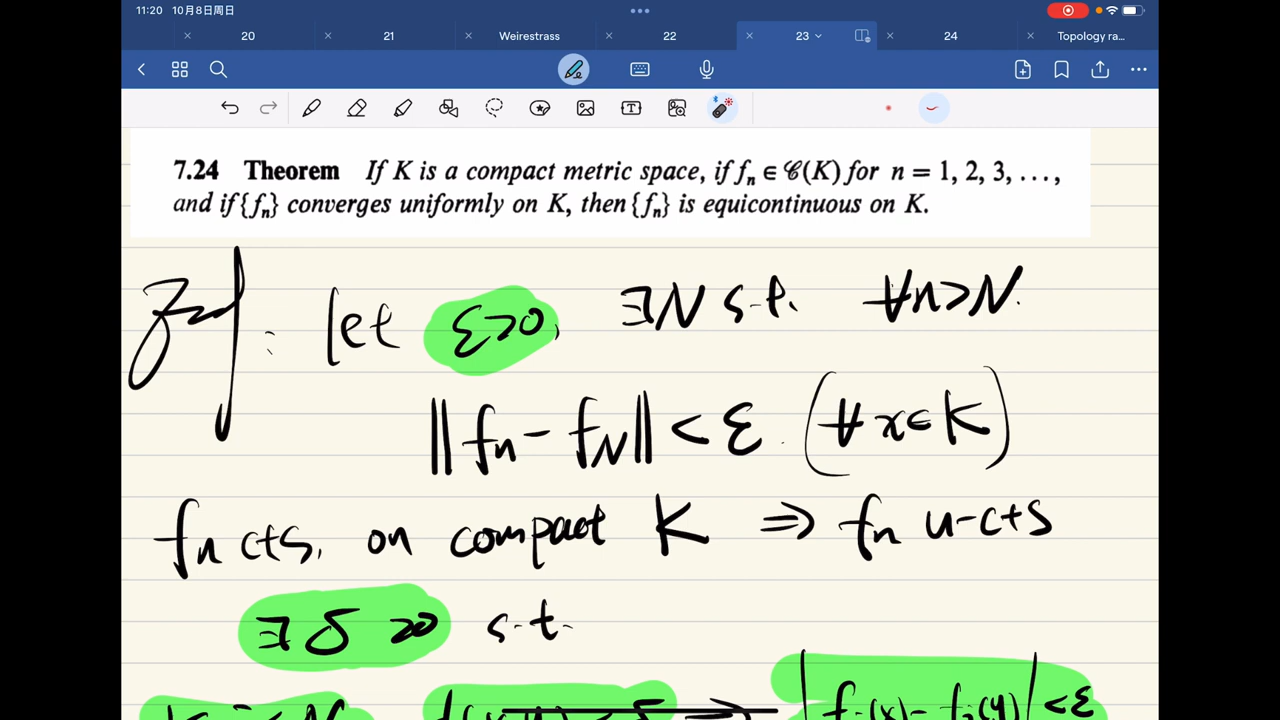 11:20 10月8日周日
20 21 Weirestrass 22 23 24 Topology ra...
7.24 Theorem If K is a compact metric space, if fₙ ∈ 𝒞(K) for n = 1, 2, 3, ...,
and if {fₙ} converges uniformly on K, then {fₙ} is equicontinuous on K.
let ε>0, ∃N s.t. ∀n>N.
||fn - fN|| < ε. (∀x∈K)
fn cts, on compact K ⇒ fn u-cts
∃ δ >0 s.t.
⇒ |fi(x) - fi(y)| < ε